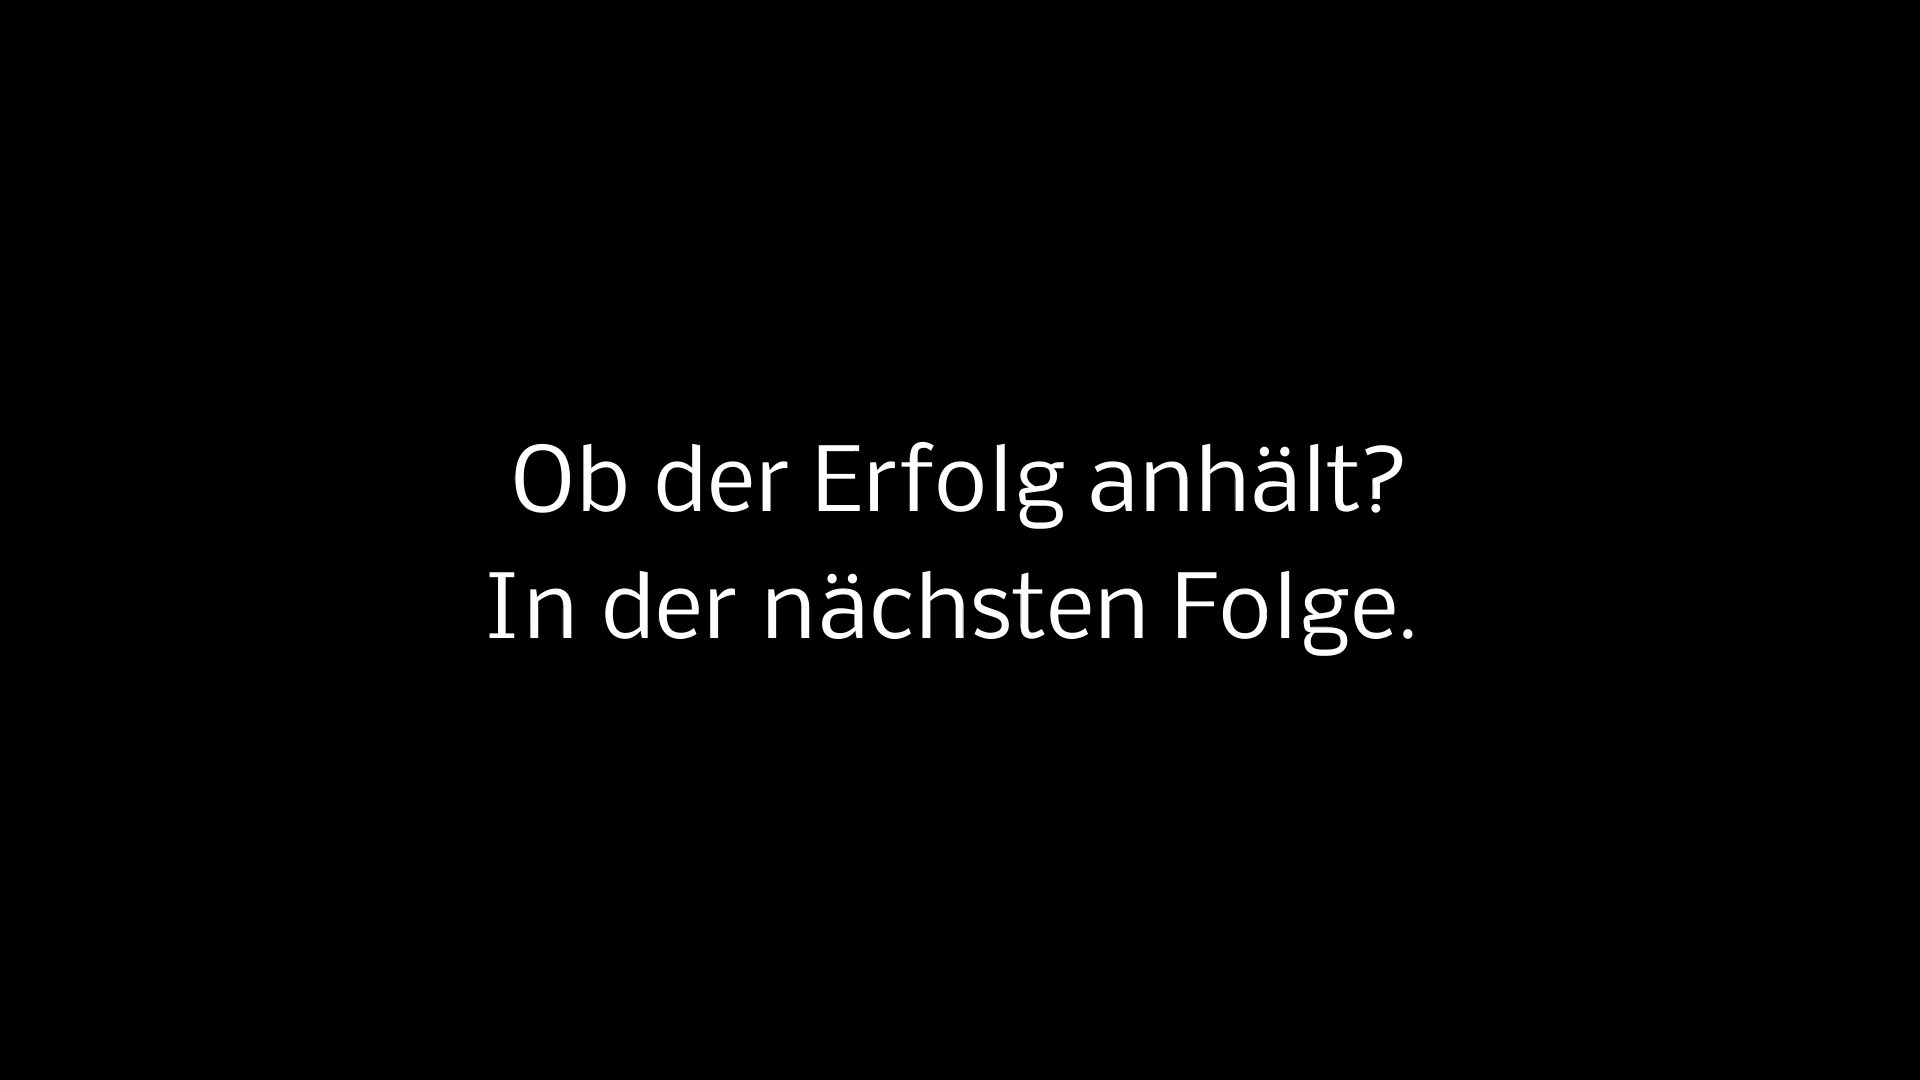 Ob der Erfolg anhält?
In der nächsten Folge.